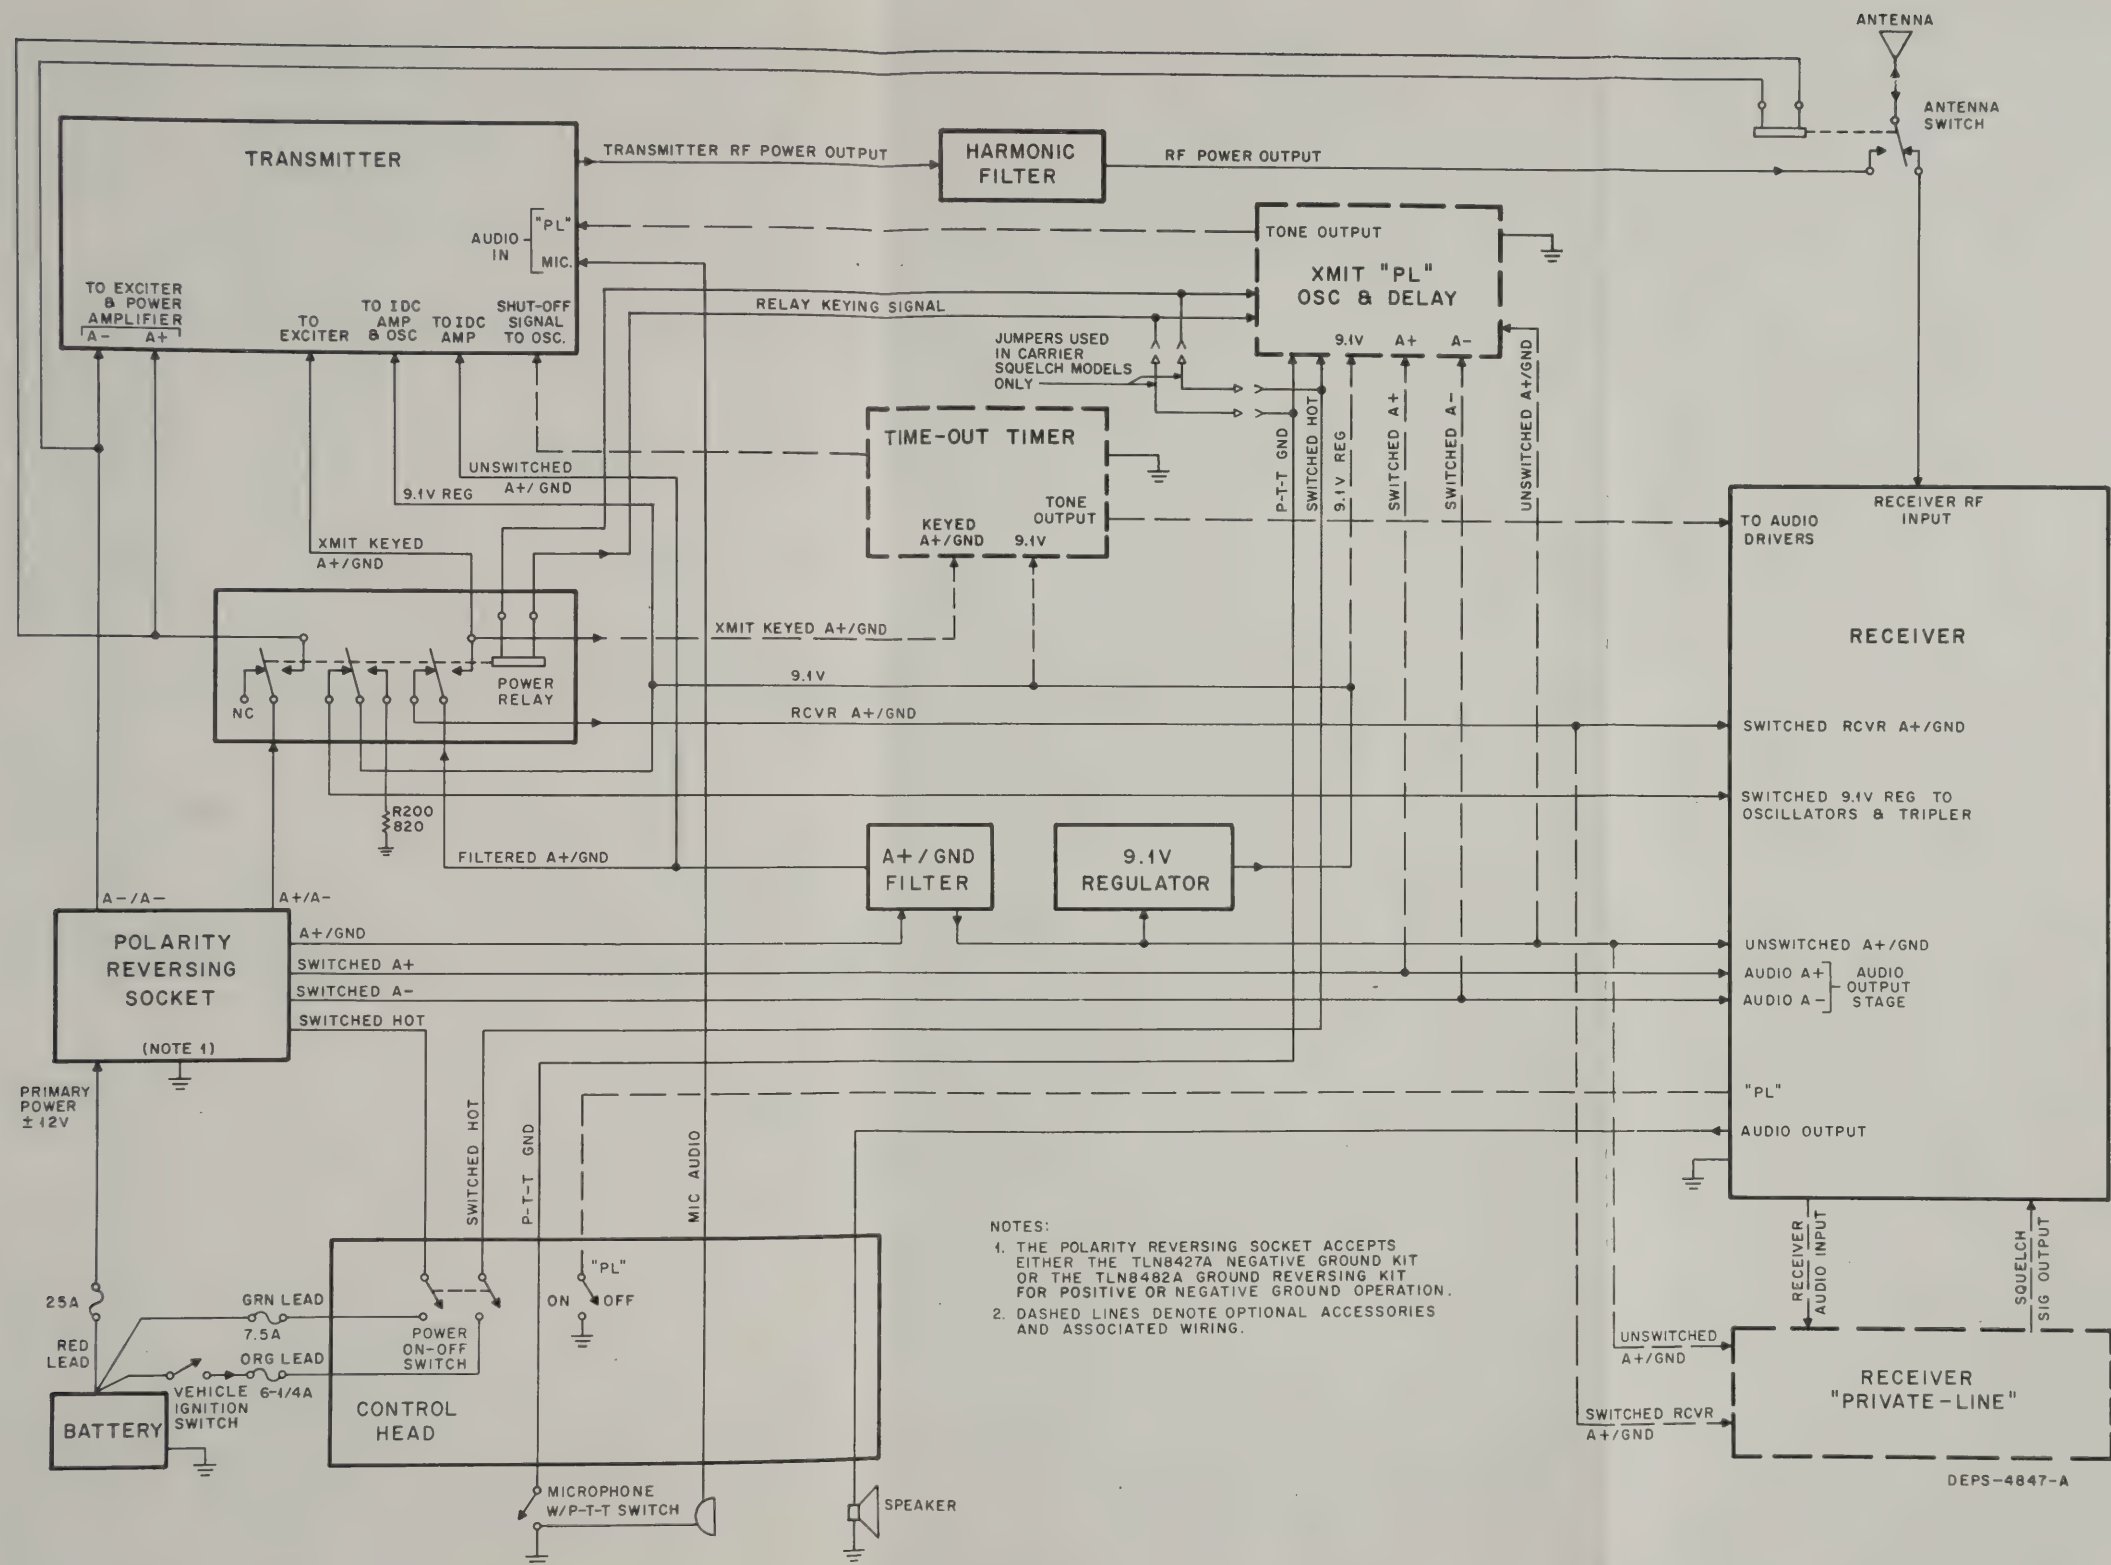 ANTENNA
ANTENNA
SWITCH
TRANSMITTER
TRANSMITTER RF POWER OUTPUT
HARMONIC
FILTER
RF POWER OUTPUT
AUDIO
IN
"PL"
MIC.
TONE OUTPUT
XMIT "PL"
OSC & DELAY
9.1V
A+
A-
TO EXCITER
& POWER
AMPLIFIER
A-
A+
TO
EXCITER
TO IDC
AMP
& OSC
TO IDC
AMP
SHUT-OFF
SIGNAL
TO OSC.
RELAY KEYING SIGNAL
JUMPERS USED
IN CARRIER
SQUELCH MODELS
ONLY
TIME-OUT TIMER
TONE
OUTPUT
KEYED
A+/GND
9.1V
P-T-T GND
SWITCHED HOT
9.1V REG
SWITCHED A+
SWITCHED A-
UNSWITCHED A+/GND
UNSWITCHED
A+/GND
9.1V REG
XMIT KEYED
A+/GND
XMIT KEYED A+/GND
POWER
RELAY
NC
9.1V
RCVR A+/GND
R200
820
FILTERED A+/GND
A+/GND
FILTER
9.1V
REGULATOR
RECEIVER RF
INPUT
TO AUDIO
DRIVERS
RECEIVER
SWITCHED RCVR A+/GND
SWITCHED 9.1V REG TO
OSCILLATORS & TRIPLER
UNSWITCHED A+/GND
AUDIO A+
AUDIO A-
AUDIO
OUTPUT
STAGE
"PL"
AUDIO OUTPUT
A-/A-
A+/A-
POLARITY
REVERSING
SOCKET
(NOTE 1)
A+/GND
SWITCHED A+
SWITCHED A-
SWITCHED HOT
PRIMARY
POWER
±12V
SWITCHED HOT
P-T-T GND
MIC AUDIO
25A
RED
LEAD
GRN LEAD
7.5A
ORG LEAD
6-1/4A
VEHICLE
IGNITION
SWITCH
BATTERY
POWER
ON-OFF
SWITCH
"PL"
ON
OFF
CONTROL
HEAD
MICROPHONE
W/P-T-T SWITCH
SPEAKER
NOTES:
1. THE POLARITY REVERSING SOCKET ACCEPTS
EITHER THE TLN8427A NEGATIVE GROUND KIT
OR THE TLN8482A GROUND REVERSING KIT
FOR POSITIVE OR NEGATIVE GROUND OPERATION.
2. DASHED LINES DENOTE OPTIONAL ACCESSORIES
AND ASSOCIATED WIRING.
RECEIVER
AUDIO INPUT
SQUELCH
SIG OUTPUT
UNSWITCHED
A+/GND
SWITCHED RCVR
A+/GND
RECEIVER
"PRIVATE-LINE"
DEPS-4847-A